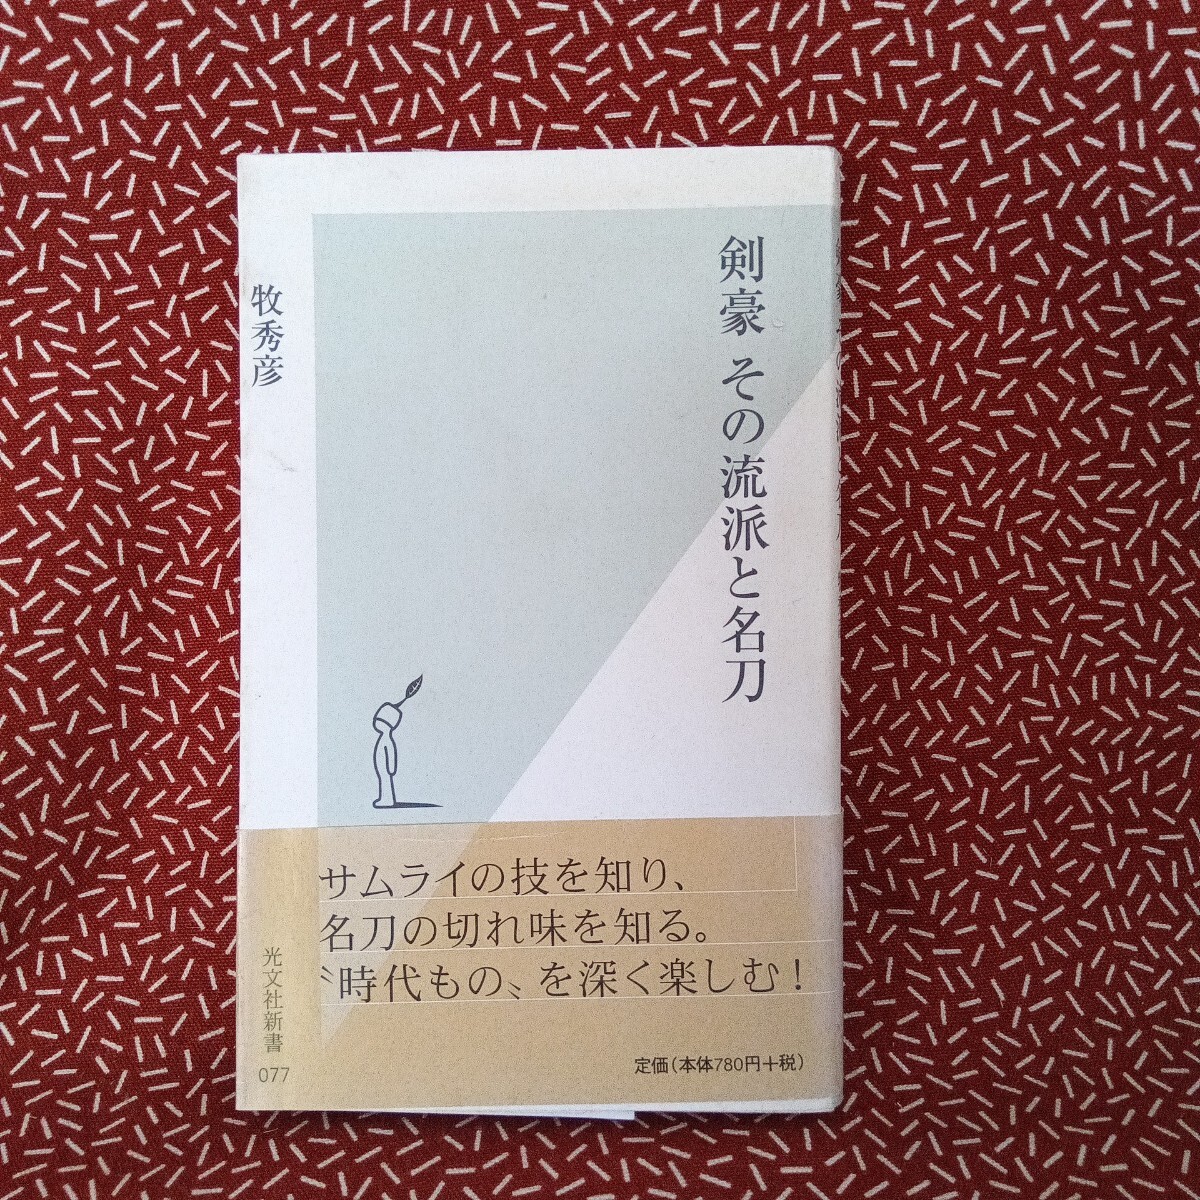 剣豪 その流派と名刀
牧秀彦
サムライの技を知り、
名刀の切れ味を知る。
〝時代もの〟を深く楽しむ!
光文社新書
077
定価(本体780円+税)